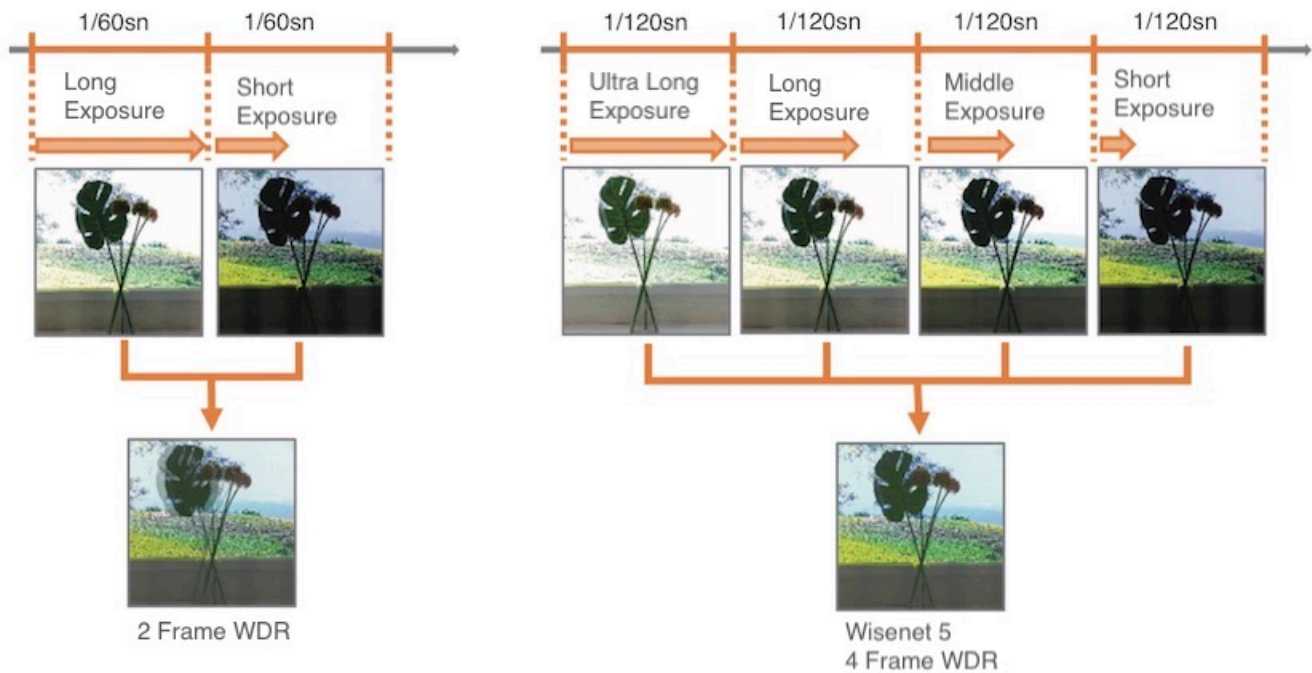 1/60sn 1/60sn
Long
Exposure
Short
Exposure
2 Frame WDR
1/120sn 1/120sn 1/120sn 1/120sn
Ultra Long
Exposure
Long
Exposure
Middle
Exposure
Short
Exposure
Wisenet 5
4 Frame WDR